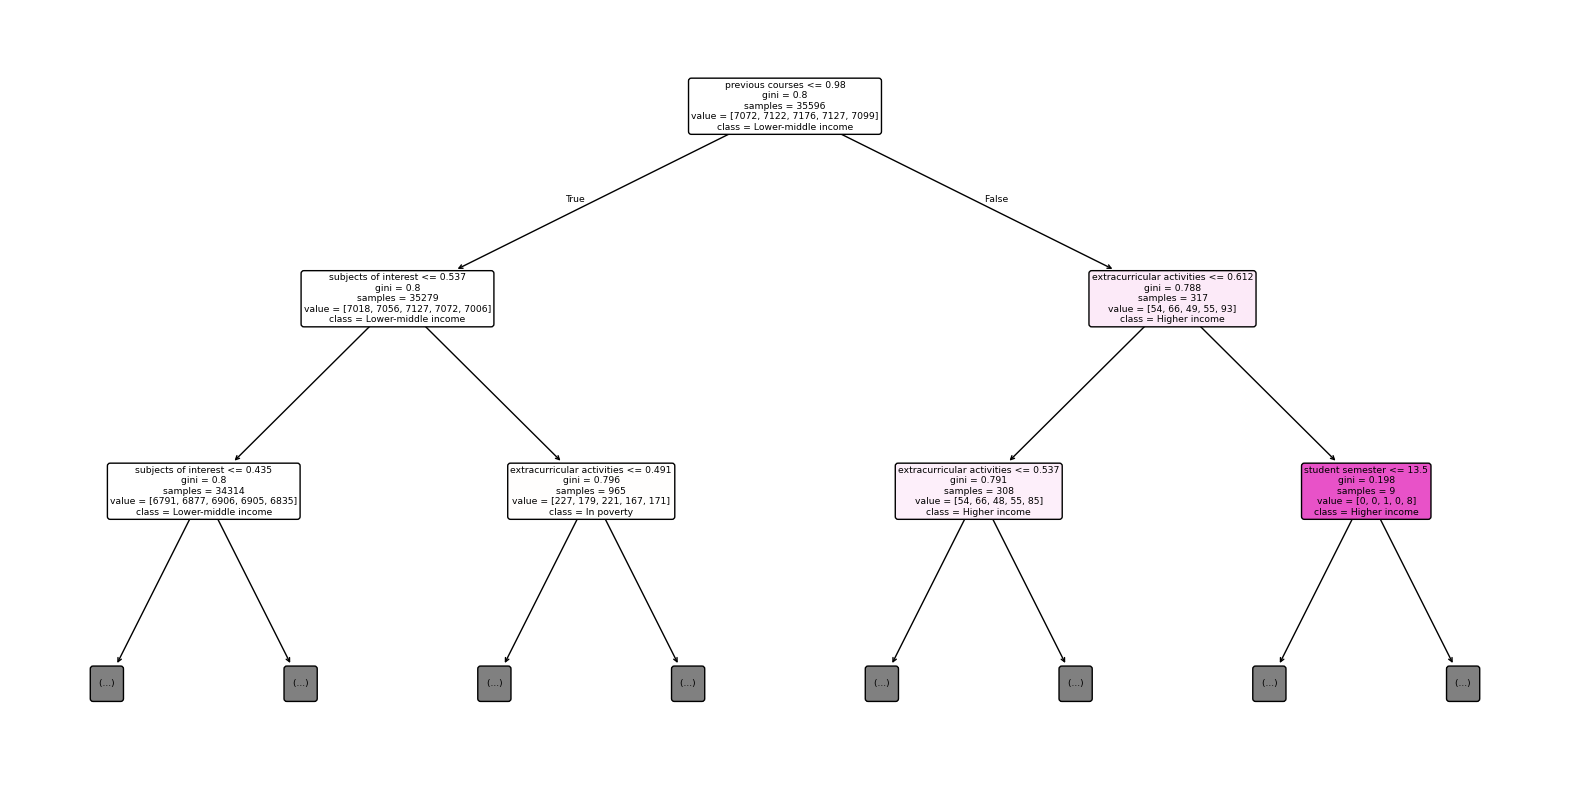 previous courses <= 0.98
gini = 0.8
samples = 35596
value = [7072, 7122, 7176, 7127, 7099]
class = Lower-middle income
True
False
subjects of interest <= 0.537
gini = 0.8
samples = 35279
value = [7018, 7056, 7127, 7072, 7006]
class = Lower-middle income
extracurricular activities <= 0.612
gini = 0.788
samples = 317
value = [54, 66, 49, 55, 93]
class = Higher income
subjects of interest <= 0.435
gini = 0.8
samples = 34314
value = [6791, 6877, 6906, 6905, 6835]
class = Lower-middle income
extracurricular activities <= 0.491
gini = 0.796
samples = 965
value = [227, 179, 221, 167, 171]
class = In poverty
extracurricular activities <= 0.537
gini = 0.791
samples = 308
value = [54, 66, 48, 55, 85]
class = Higher income
student semester <= 13.5
gini = 0.198
samples = 9
value = [0, 0, 1, 0, 8]
class = Higher income
(...)
(...)
(...)
(...)
(...)
(...)
(...)
(...)